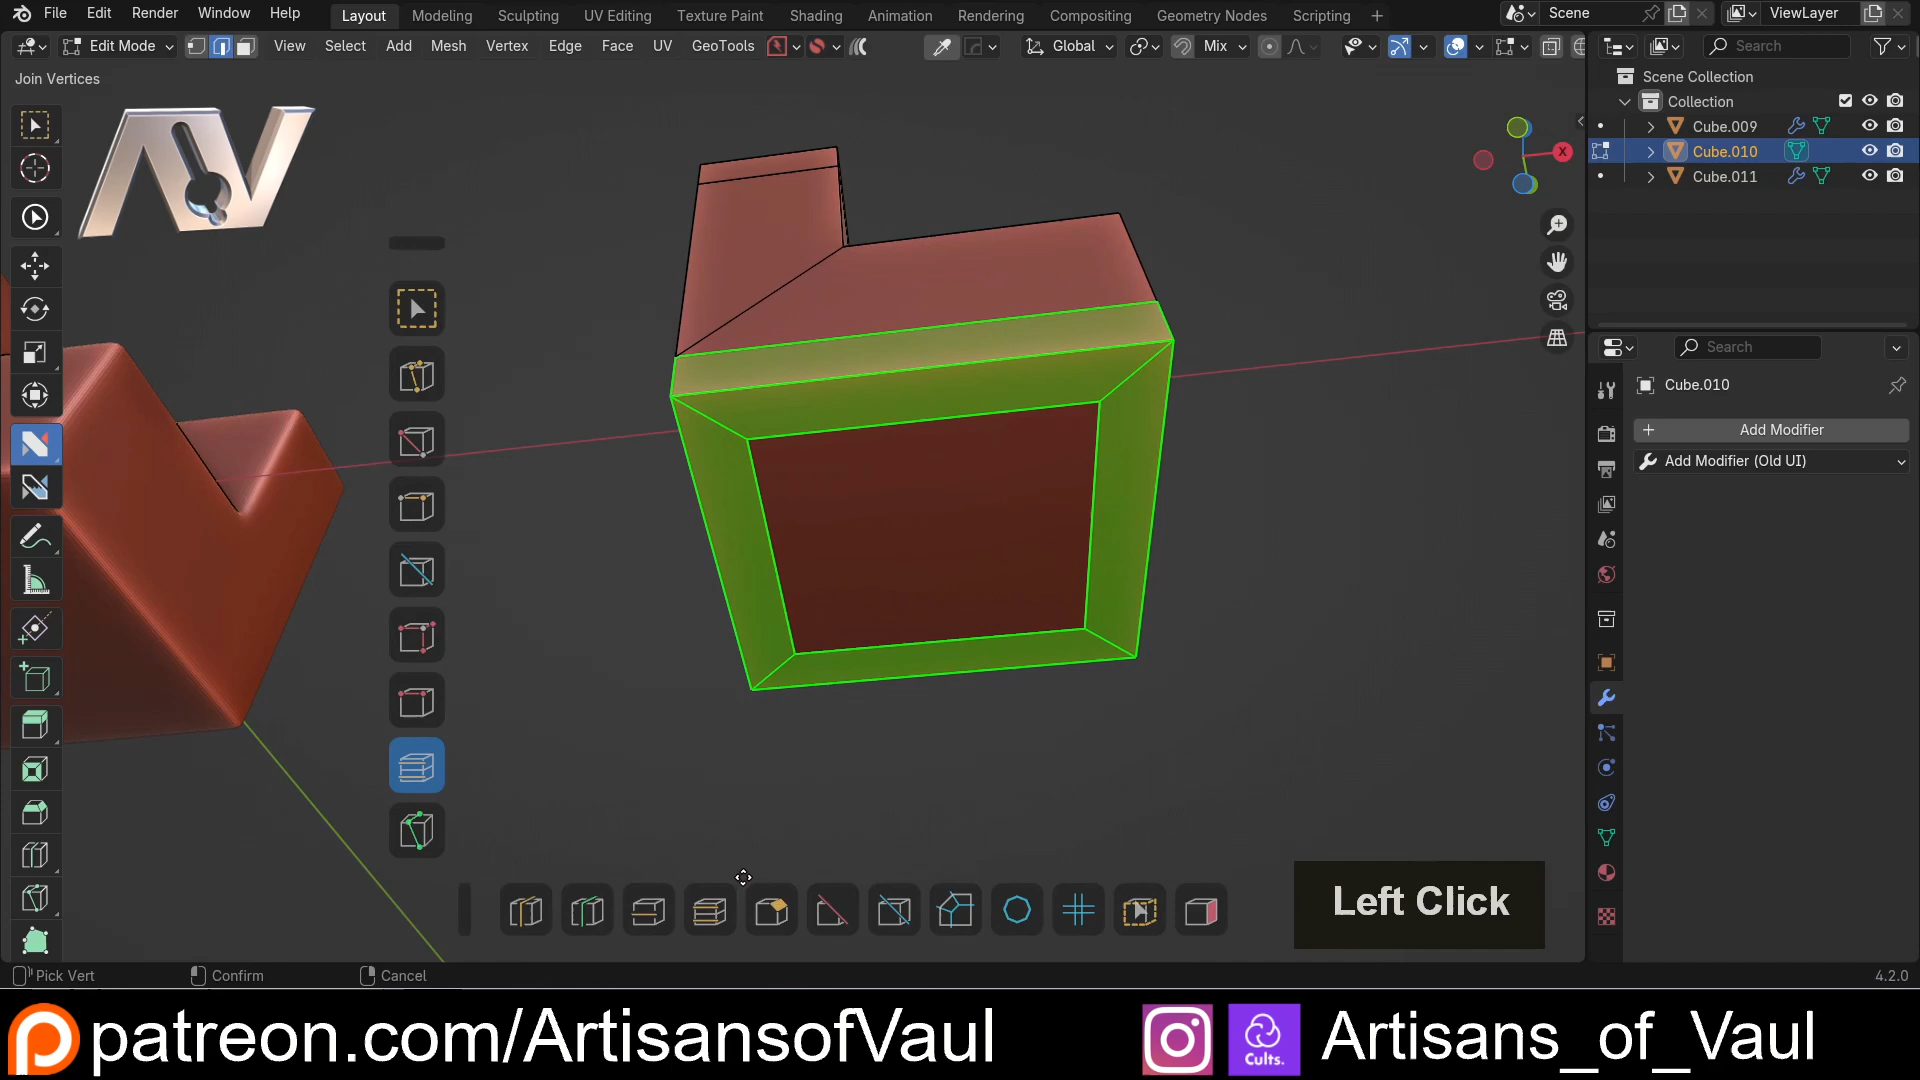 File Edit Render Window Help Layout Modeling Sculpting UV Editing Texture Paint Shading Animation Rendering Compositing Geometry Nodes Scripting + Scene ViewLayer
Edit Mode View Select Add Mesh Vertex Edge Face UV GeoTools Global Mix Search
Join Vertices
Scene Collection
Collection
Cube.009
Cube.010
Cube.011
X
Search
Cube.010
Add Modifier
Add Modifier (Old UI)
Left Click
Pick Vert Confirm Cancel 4.2.0
patreon.com/ArtisansofVaul Cults. Artisans_of_Vaul